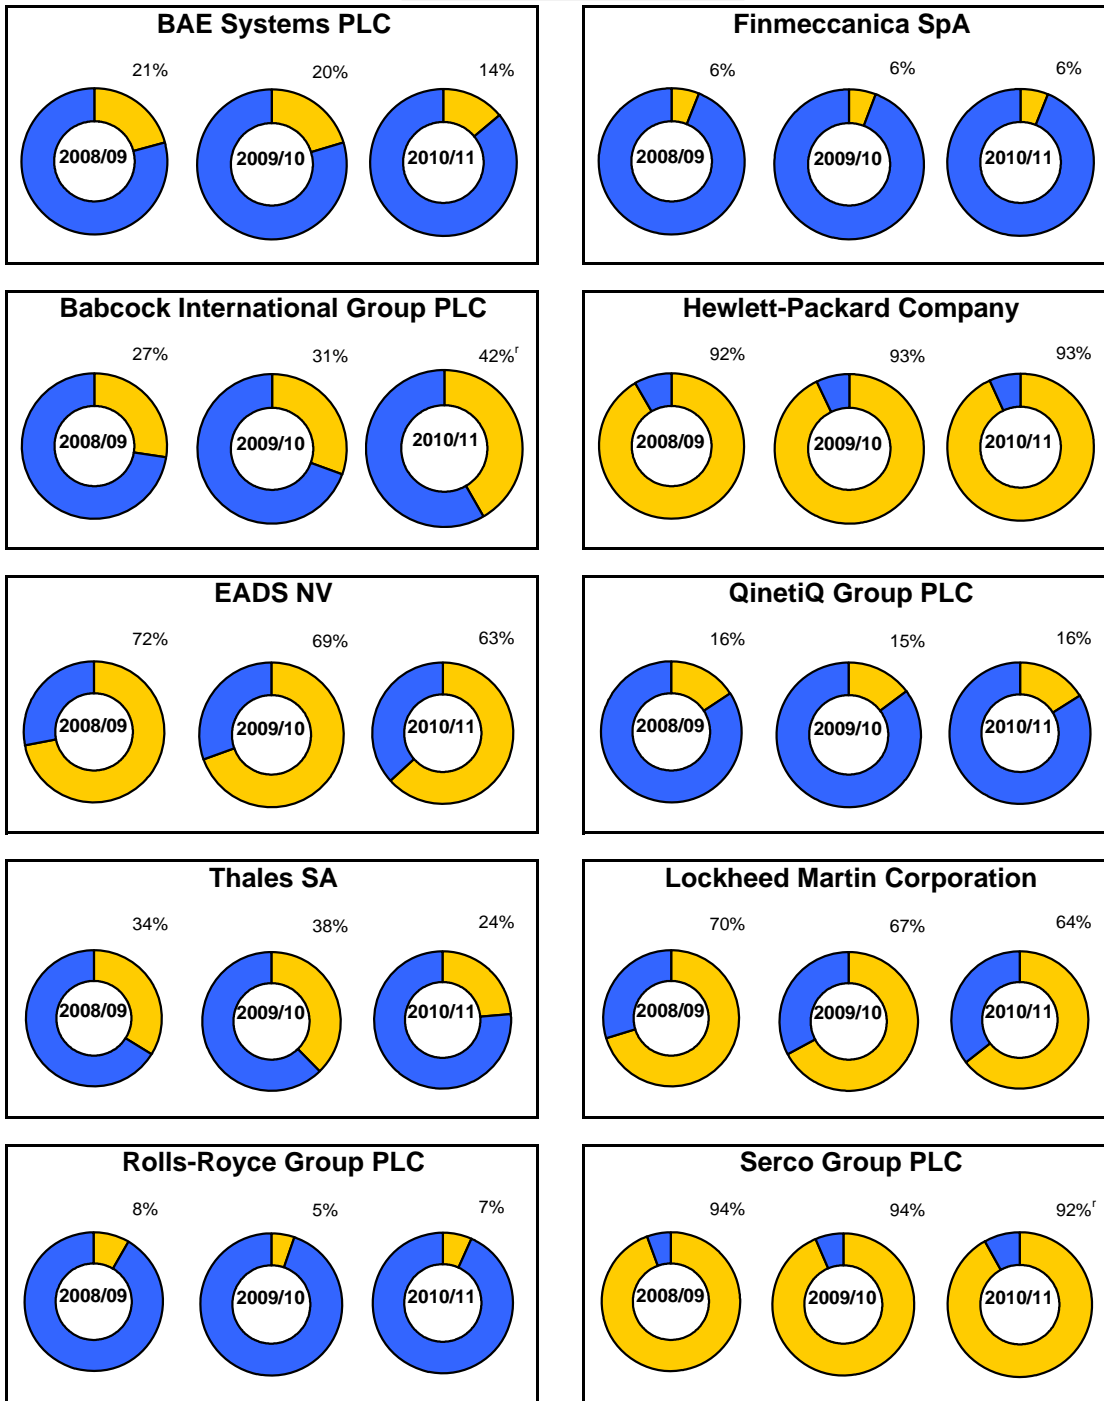 BAE Systems PLC
21% 20% 14%
2008/09 2009/10 2010/11
Finmeccanica SpA
6% 6% 6%
2008/09 2009/10 2010/11
Babcock International Group PLC
27% 31% 42%r
2008/09 2009/10 2010/11
Hewlett-Packard Company
92% 93% 93%
2008/09 2009/10 2010/11
EADS NV
72% 69% 63%
2008/09 2009/10 2010/11
QinetiQ Group PLC
16% 15% 16%
2008/09 2009/10 2010/11
Thales SA
34% 38% 24%
2008/09 2009/10 2010/11
Lockheed Martin Corporation
70% 67% 64%
2008/09 2009/10 2010/11
Rolls-Royce Group PLC
8% 5% 7%
2008/09 2009/10 2010/11
Serco Group PLC
94% 94% 92%r
2008/09 2009/10 2010/11